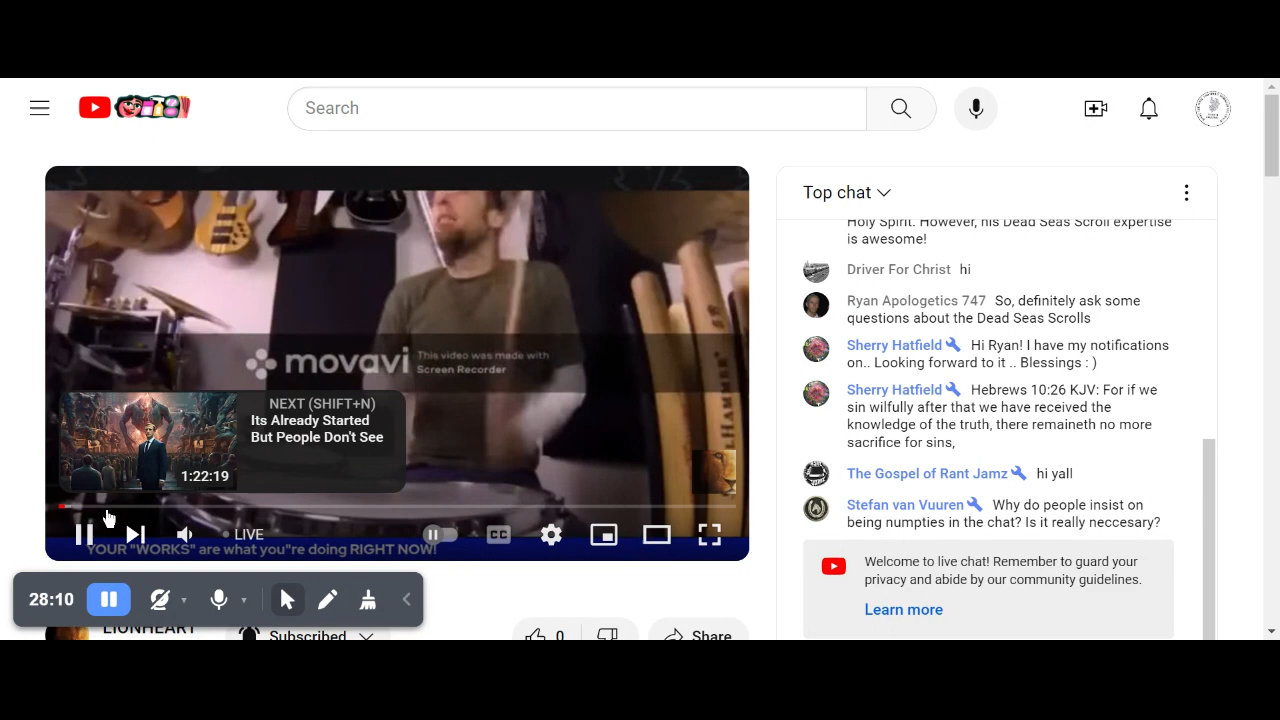 Search
Top chat
Holy Spirit. However, his Dead Seas Scroll expertise
is awesome!
Driver For Christ hi
Ryan Apologetics 747 So, definitely ask some
questions about the Dead Seas Scrolls
Sherry Hatfield Hi Ryan! I have my notifications
on.. Looking forward to it .. Blessings : )
Sherry Hatfield Hebrews 10:26 KJV: For if we
sin wilfully after that we have received the
knowledge of the truth, there remaineth no more
sacrifice for sins,
The Gospel of Rant Jamz hi yall
Stefan van Vuuren Why do people insist on
being numpties in the chat? Is it really neccesary?
Welcome to live chat! Remember to guard your
privacy and abide by our community guidelines.
Learn more
movavi
This video was made with
Screen Recorder
NEXT (SHIFT+N)
Its Already Started
But People Don't See
1:22:19
HAMMER
LIVE
CC
YOUR "WORKS" are what you"re doing RIGHT NOW!
28:10
LIONHEART
Subscribed
0
Share